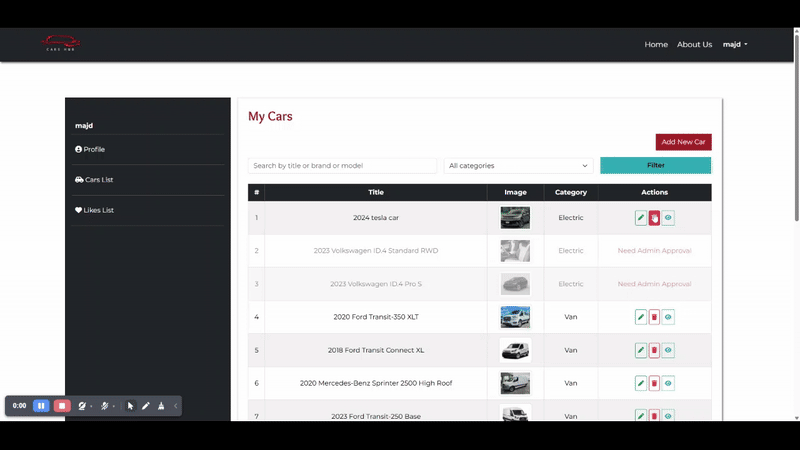 CARS HUB
Home About Us majd
majd
Profile
Cars List
Likes List
My Cars
Add New Car
Search by title or brand or model All categories Filter
# Title Image Category Actions
1 2024 tesla car Electric
2 2023 Volkswagen ID.4 Standard RWD Electric Need Admin Approval
3 2023 Volkswagen ID.4 Pro S Electric Need Admin Approval
4 2020 Ford Transit-350 XLT Van
5 2018 Ford Transit Connect XL Van
6 2020 Mercedes-Benz Sprinter 2500 High Roof Van
7 2023 Ford Transit-250 Base Van
0:00